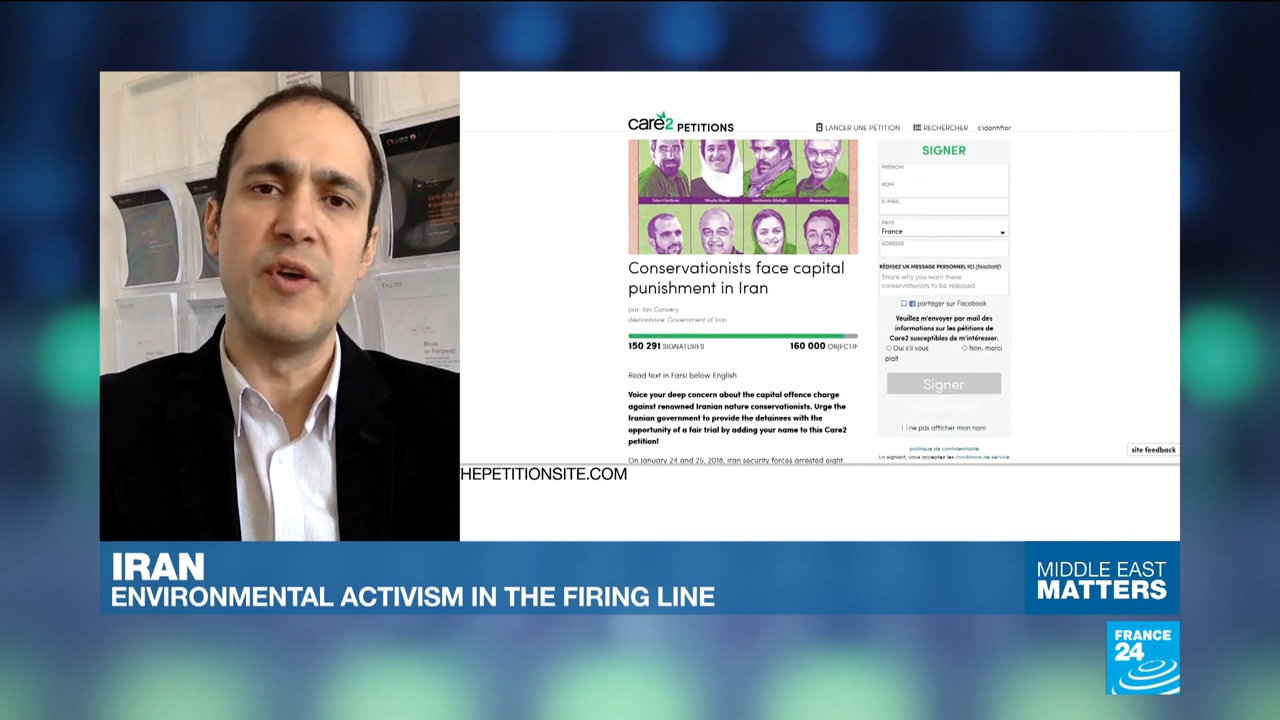 care2 PETITIONS
LANCER UNE PÉTITION
RECHERCHER
s'identifier
Conservationists face capital
punishment in Iran
par: Ian Convery
destinataire: Government of Iran
150 291 SIGNATURES
160 000 OBJECTIF
Read text in Farsi below English
Voice your deep concern about the capital offence charge
against renowned Iranian nature conservationists. Urge the
Iranian government to provide the detainees with the
opportunity of a fair trial by adding your name to this Care2
petition!
On January 24 and 25, 2018, Iran security forces arrested eight
SIGNER
PRÉNOM
NOM
E-MAIL
PAYS
France
ADRESSE
RÉDIGEZ UN MESSAGE PERSONNEL ICI (facultatif)
Share why you want these
conservationists to be released
partager sur Facebook
Veuillez m'envoyer par mail des
informations sur les pétitions de
Care2 susceptibles de m'intéresser.
Oui s'il vous
plaît
Non, merci
Signer
ne pas afficher mon nom
politique de confidentialité
En signant, vous acceptez les conditions de service
site feedback
HEPETITIONSITE.COM
IRAN
ENVIRONMENTAL ACTIVISM IN THE FIRING LINE
MIDDLE EAST
MATTERS
FRANCE
24